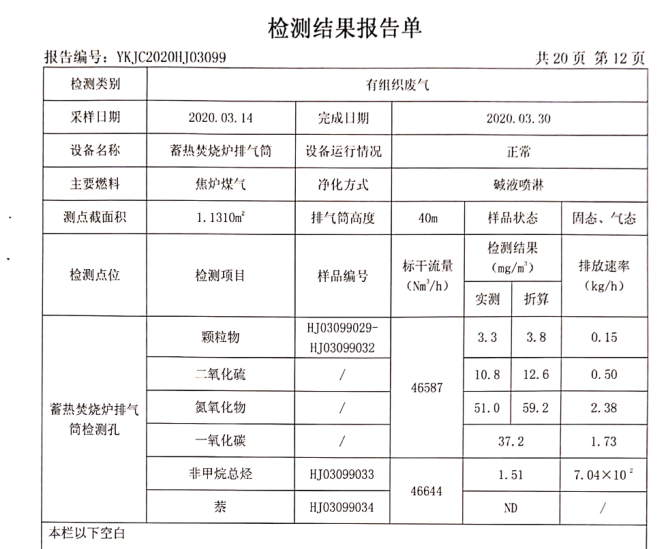 检测结果报告单
报告编号：YKJC2020HJ03099 共 20 页 第 12 页
检测类别 有组织废气
采样日期 2020.03.14 完成日期 2020.03.30
设备名称 蓄热焚烧炉排气筒 设备运行情况 正常
主要燃料 焦炉煤气 净化方式 碱液喷淋
测点截面积 1.1310㎡ 排气筒高度 40m 样品状态 固态、气态
检测点位 检测项目 样品编号 标干流量（Nm³/h） 检测结果（mg/m³） 排放速率（kg/h）
实测 折算
蓄热焚烧炉排气筒检测孔
颗粒物 HJ03099029-HJ03099032 46587 3.3 3.8 0.15
二氧化硫 / 10.8 12.6 0.50
氮氧化物 / 51.0 59.2 2.38
一氧化碳 / 37.2 1.73
非甲烷总烃 HJ03099033 46644 1.51 7.04×10⁻²
萘 HJ03099034 ND /
本栏以下空白